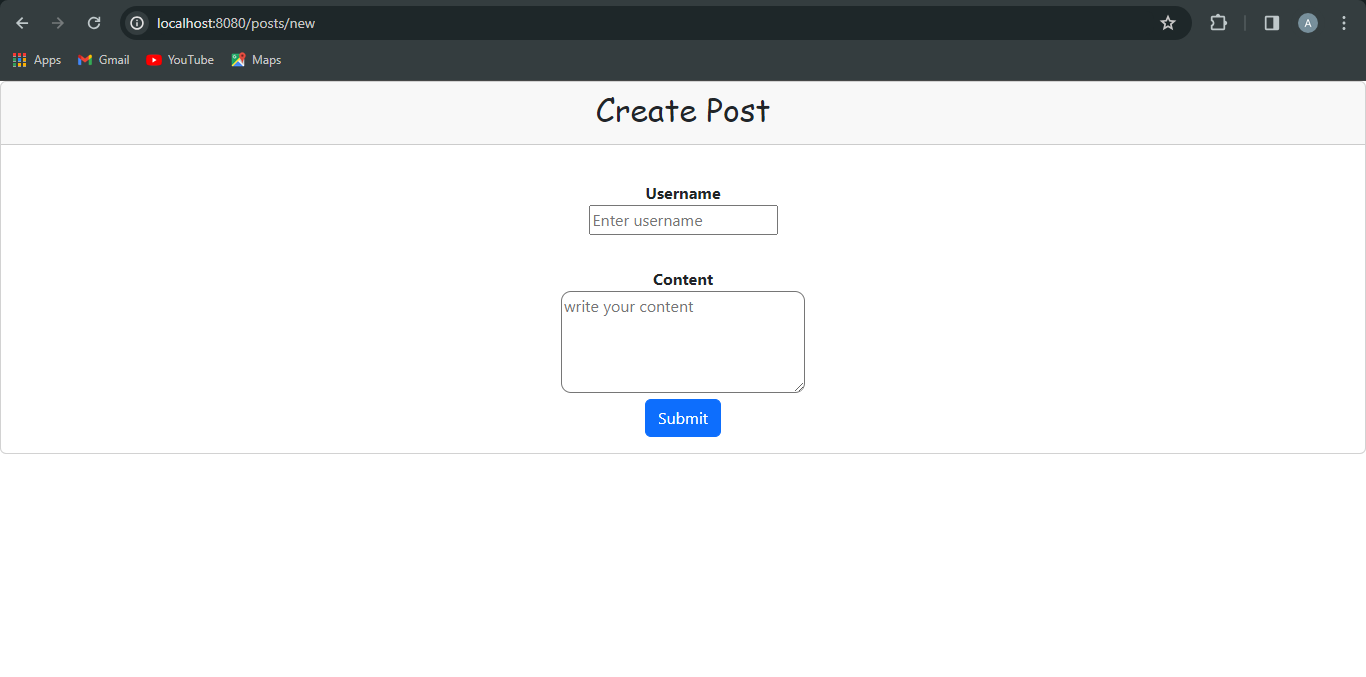 localhost:8080/posts/new
A
Apps Gmail YouTube Maps
Create Post
Username
Enter username
Content
write your content
Submit